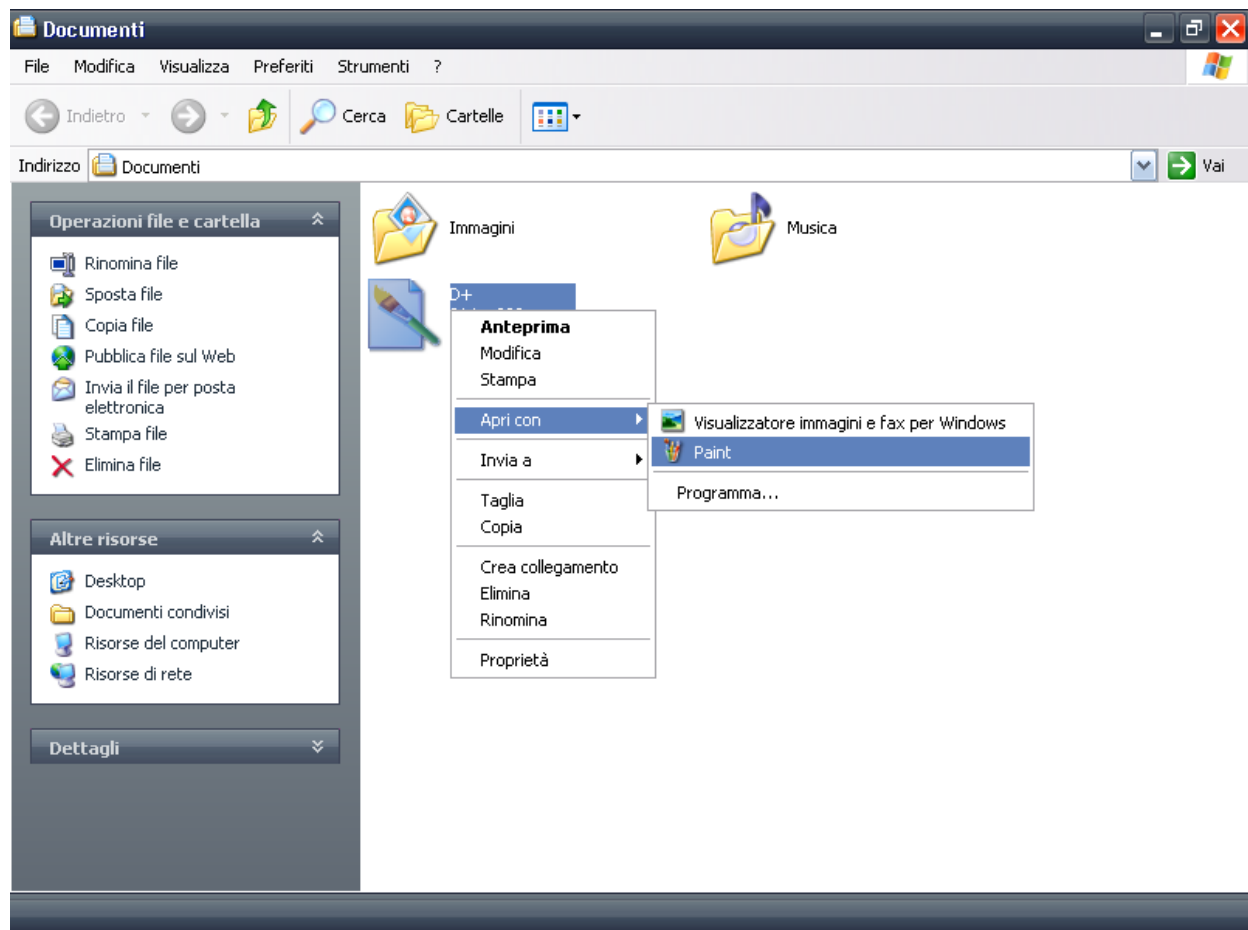 Documenti
File Modifica Visualizza Preferiti Strumenti ?
Indietro Cerca Cartelle
Indirizzo Documenti Vai
Operazioni file e cartella
Rinomina file
Sposta file
Copia file
Pubblica file sul Web
Invia il file per posta
elettronica
Stampa file
Elimina file
Altre risorse
Desktop
Documenti condivisi
Risorse del computer
Risorse di rete
Dettagli
Immagini
Musica
D+
Anteprima
Modifica
Stampa
Apri con
Invia a
Taglia
Copia
Crea collegamento
Elimina
Rinomina
Proprietà
Visualizzatore immagini e fax per Windows
Paint
Programma...